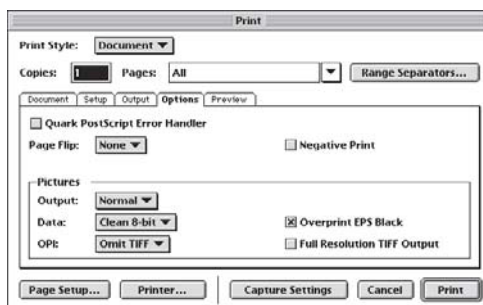 Print
Print Style: Document
Copies: 1 Pages: All Range Separators...
Document Setup Output Options Preview
Quark PostScript Error Handler
Page Flip: None Negative Print
Pictures
Output: Normal
Data: Clean 8-bit Overprint EPS Black
OPI: Omit TIFF Full Resolution TIFF Output
Page Setup... Printer... Capture Settings Cancel Print